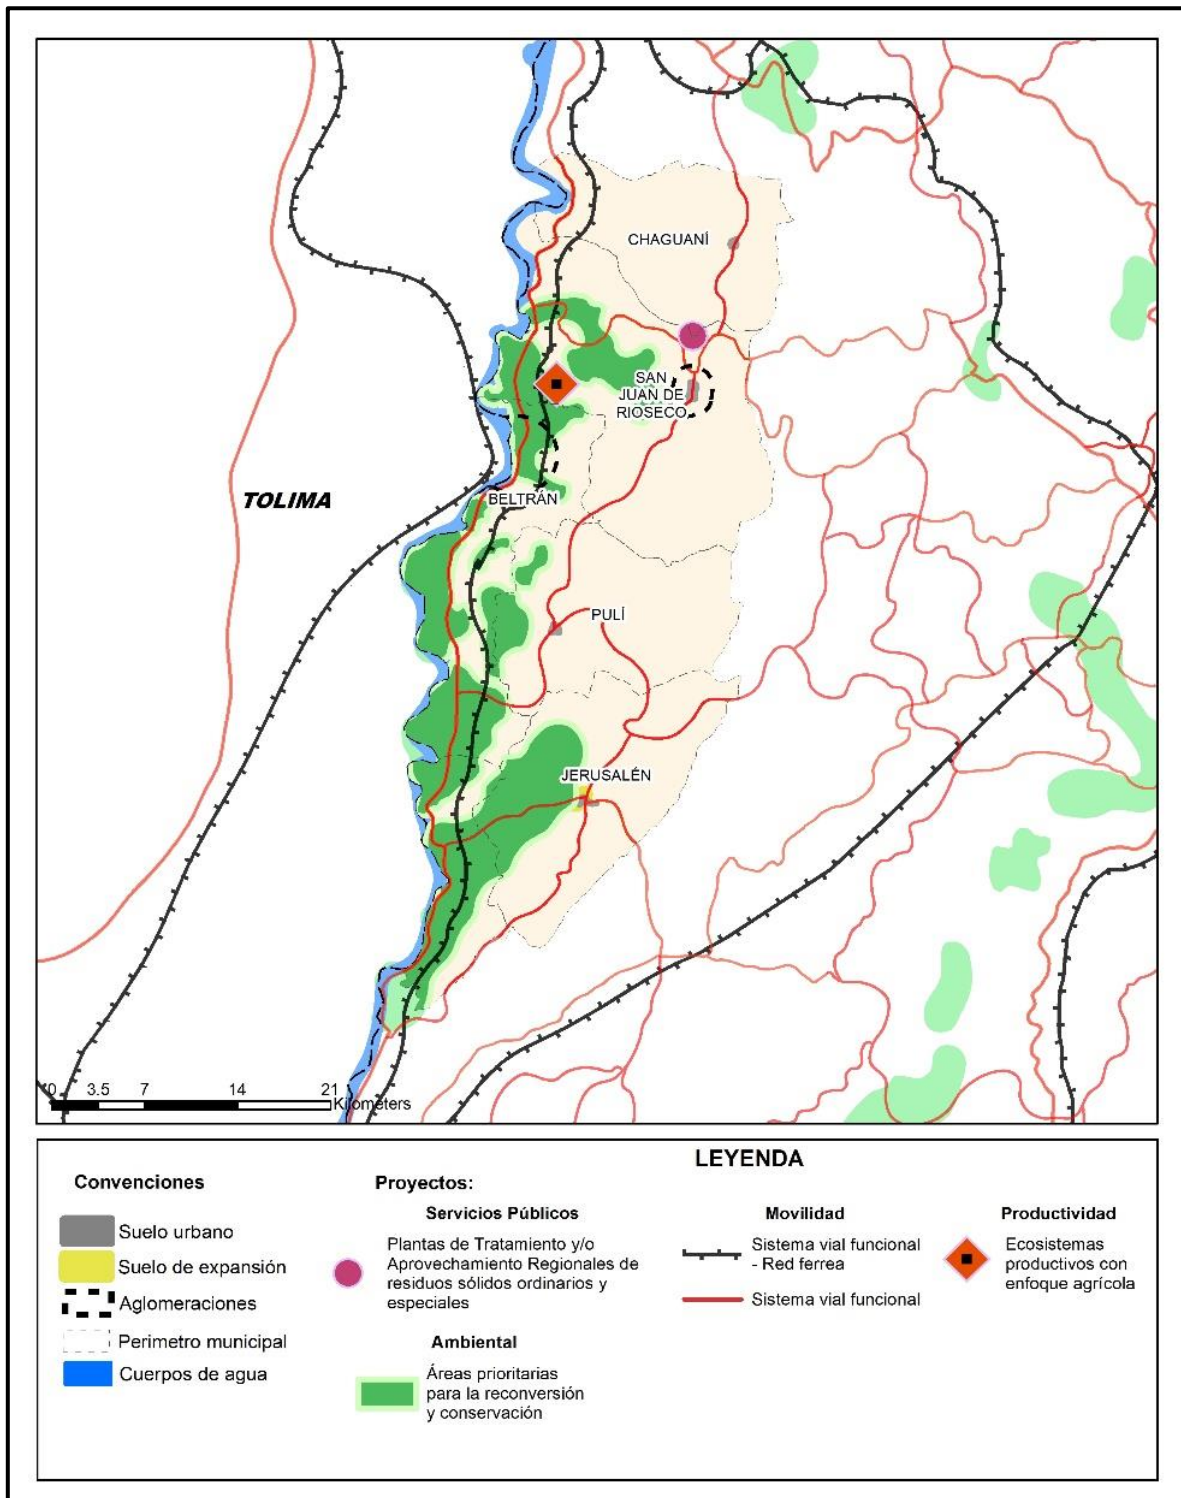 CHAGUANÍ
SAN
JUAN DE
RIOSECO
TOLIMA
BELTRÁN
PULÍ
JERUSALÉN
0 3.5 7 14 21
Kilometers
LEYENDA
Convenciones
Suelo urbano
Suelo de expansión
Aglomeraciones
Perimetro municipal
Cuerpos de agua
Proyectos:
Servicios Públicos
Plantas de Tratamiento y/o
Aprovechamiento Regionales de
residuos sólidos ordinarios y
especiales
Ambiental
Áreas prioritarias
para la reconversión
y conservación
Movilidad
Sistema vial funcional
- Red ferrea
Sistema vial funcional
Productividad
Ecosistemas
productivos con
enfoque agrícola